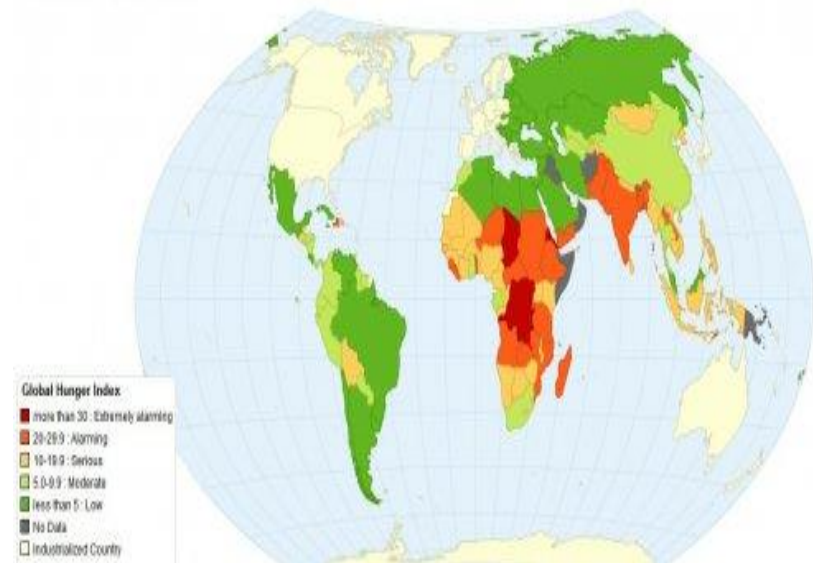 Global Hunger Index
more than 30 : Extremely alarming
20-29.9 : Alarming
10-19.9 : Serious
5.0-9.9 : Moderate
less than 5 : Low
No Data
Industrialized Country